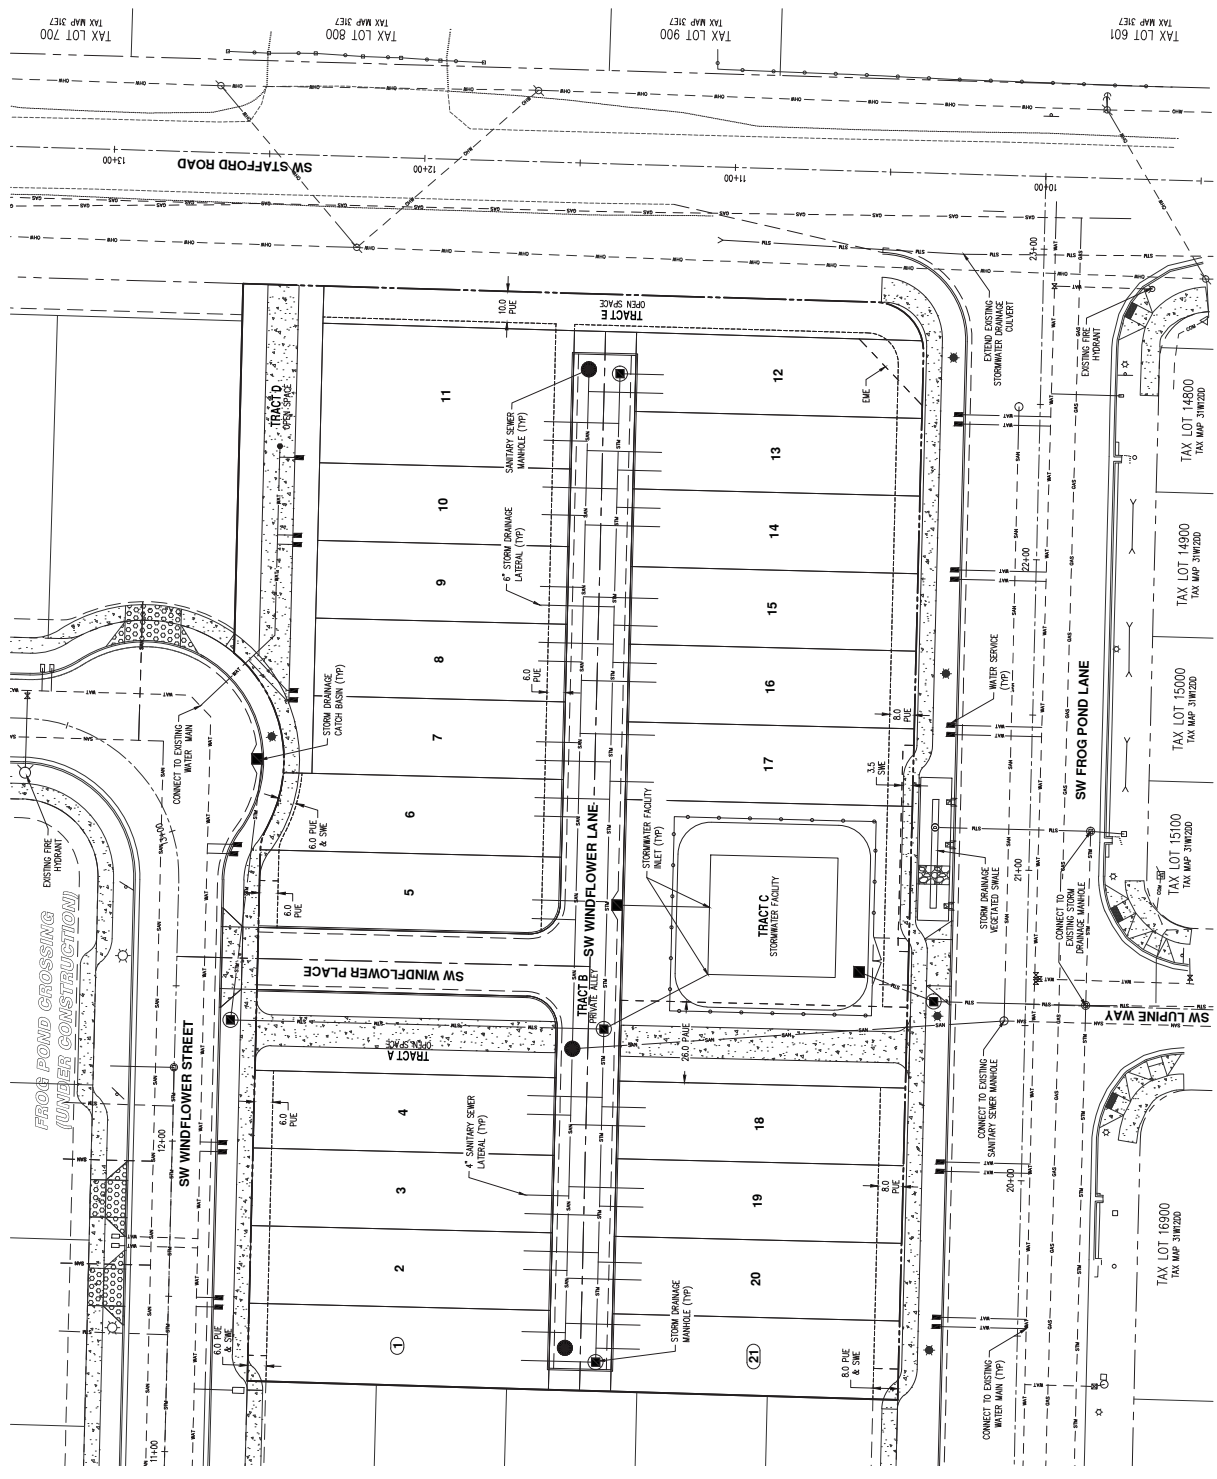 TAX LOT 700
TAX MAP 31E7
TAX LOT 800
TAX MAP 31E7
TAX LOT 900
TAX MAP 31E7
TAX LOT 601
TAX MAP 31E7
SW STAFFORD ROAD
13+00
12+00
11+00
10+00
23+00
10.0
PUE
TRACT E
OPEN SPACE
TRACT D
OPEN SPACE
11
10
9
8
7
6
5
12
13
14
15
16
17
SANITARY SEWER
MANHOLE (TYP)
6" STORM DRAINAGE
LATERAL (TYP)
6.0
PUE
EME
EXTEND EXISTING
STORMWATER DRAINAGE
CULVERT
EXISTING FIRE
HYDRANT
TAX LOT 14800
TAX MAP 31W12DD
TAX LOT 14900
TAX MAP 31W12DD
TAX LOT 15000
TAX MAP 31W12DD
TAX LOT 15100
TAX MAP 31W12DD
TAX LOT 16900
TAX MAP 31W12DD
22+00
WATER SERVICE
(TYP)
SW FROG POND LANE
8.0
PUE
3.5
SWE
STORM DRAINAGE
CATCH BASIN (TYP)
CONNECT TO EXISTING
WATER MAIN
EXISTING FIRE
HYDRANT
13+00
6.0 PUE
& SWE
6.0
PUE
FROG POND CROSSING
(UNDER CONSTRUCTION)
SW WINDFLOWER LANE
STORMWATER FACILITY
INLET (TYP)
TRACT C
STORMWATER FACILITY
STORM DRAINAGE
VEGETATED SWALE
21+00
CONNECT TO
EXISTING STORM
DRAINAGE MANHOLE
SW WINDFLOWER PLACE
TRACT B
PRIVATE ALLEY
SW LUPINE WAY
SW WINDFLOWER STREET
TRACT A
OPEN SPACE
26.0 PAUE
CONNECT TO EXISTING
SANITARY SEWER MANHOLE
4
3
2
1
18
19
20
21
6.0
PUE
4" SANITARY SEWER
LATERAL (TYP)
8.0
PUE
12+00
20+00
6.0 PUE
& SWE
STORM DRAINAGE
MANHOLE (TYP)
8.0 PUE
& SWE
CONNECT TO EXISTING
WATER MAIN (TYP)
11+00
OHW
GAS
STM
SAN
WAT
COM